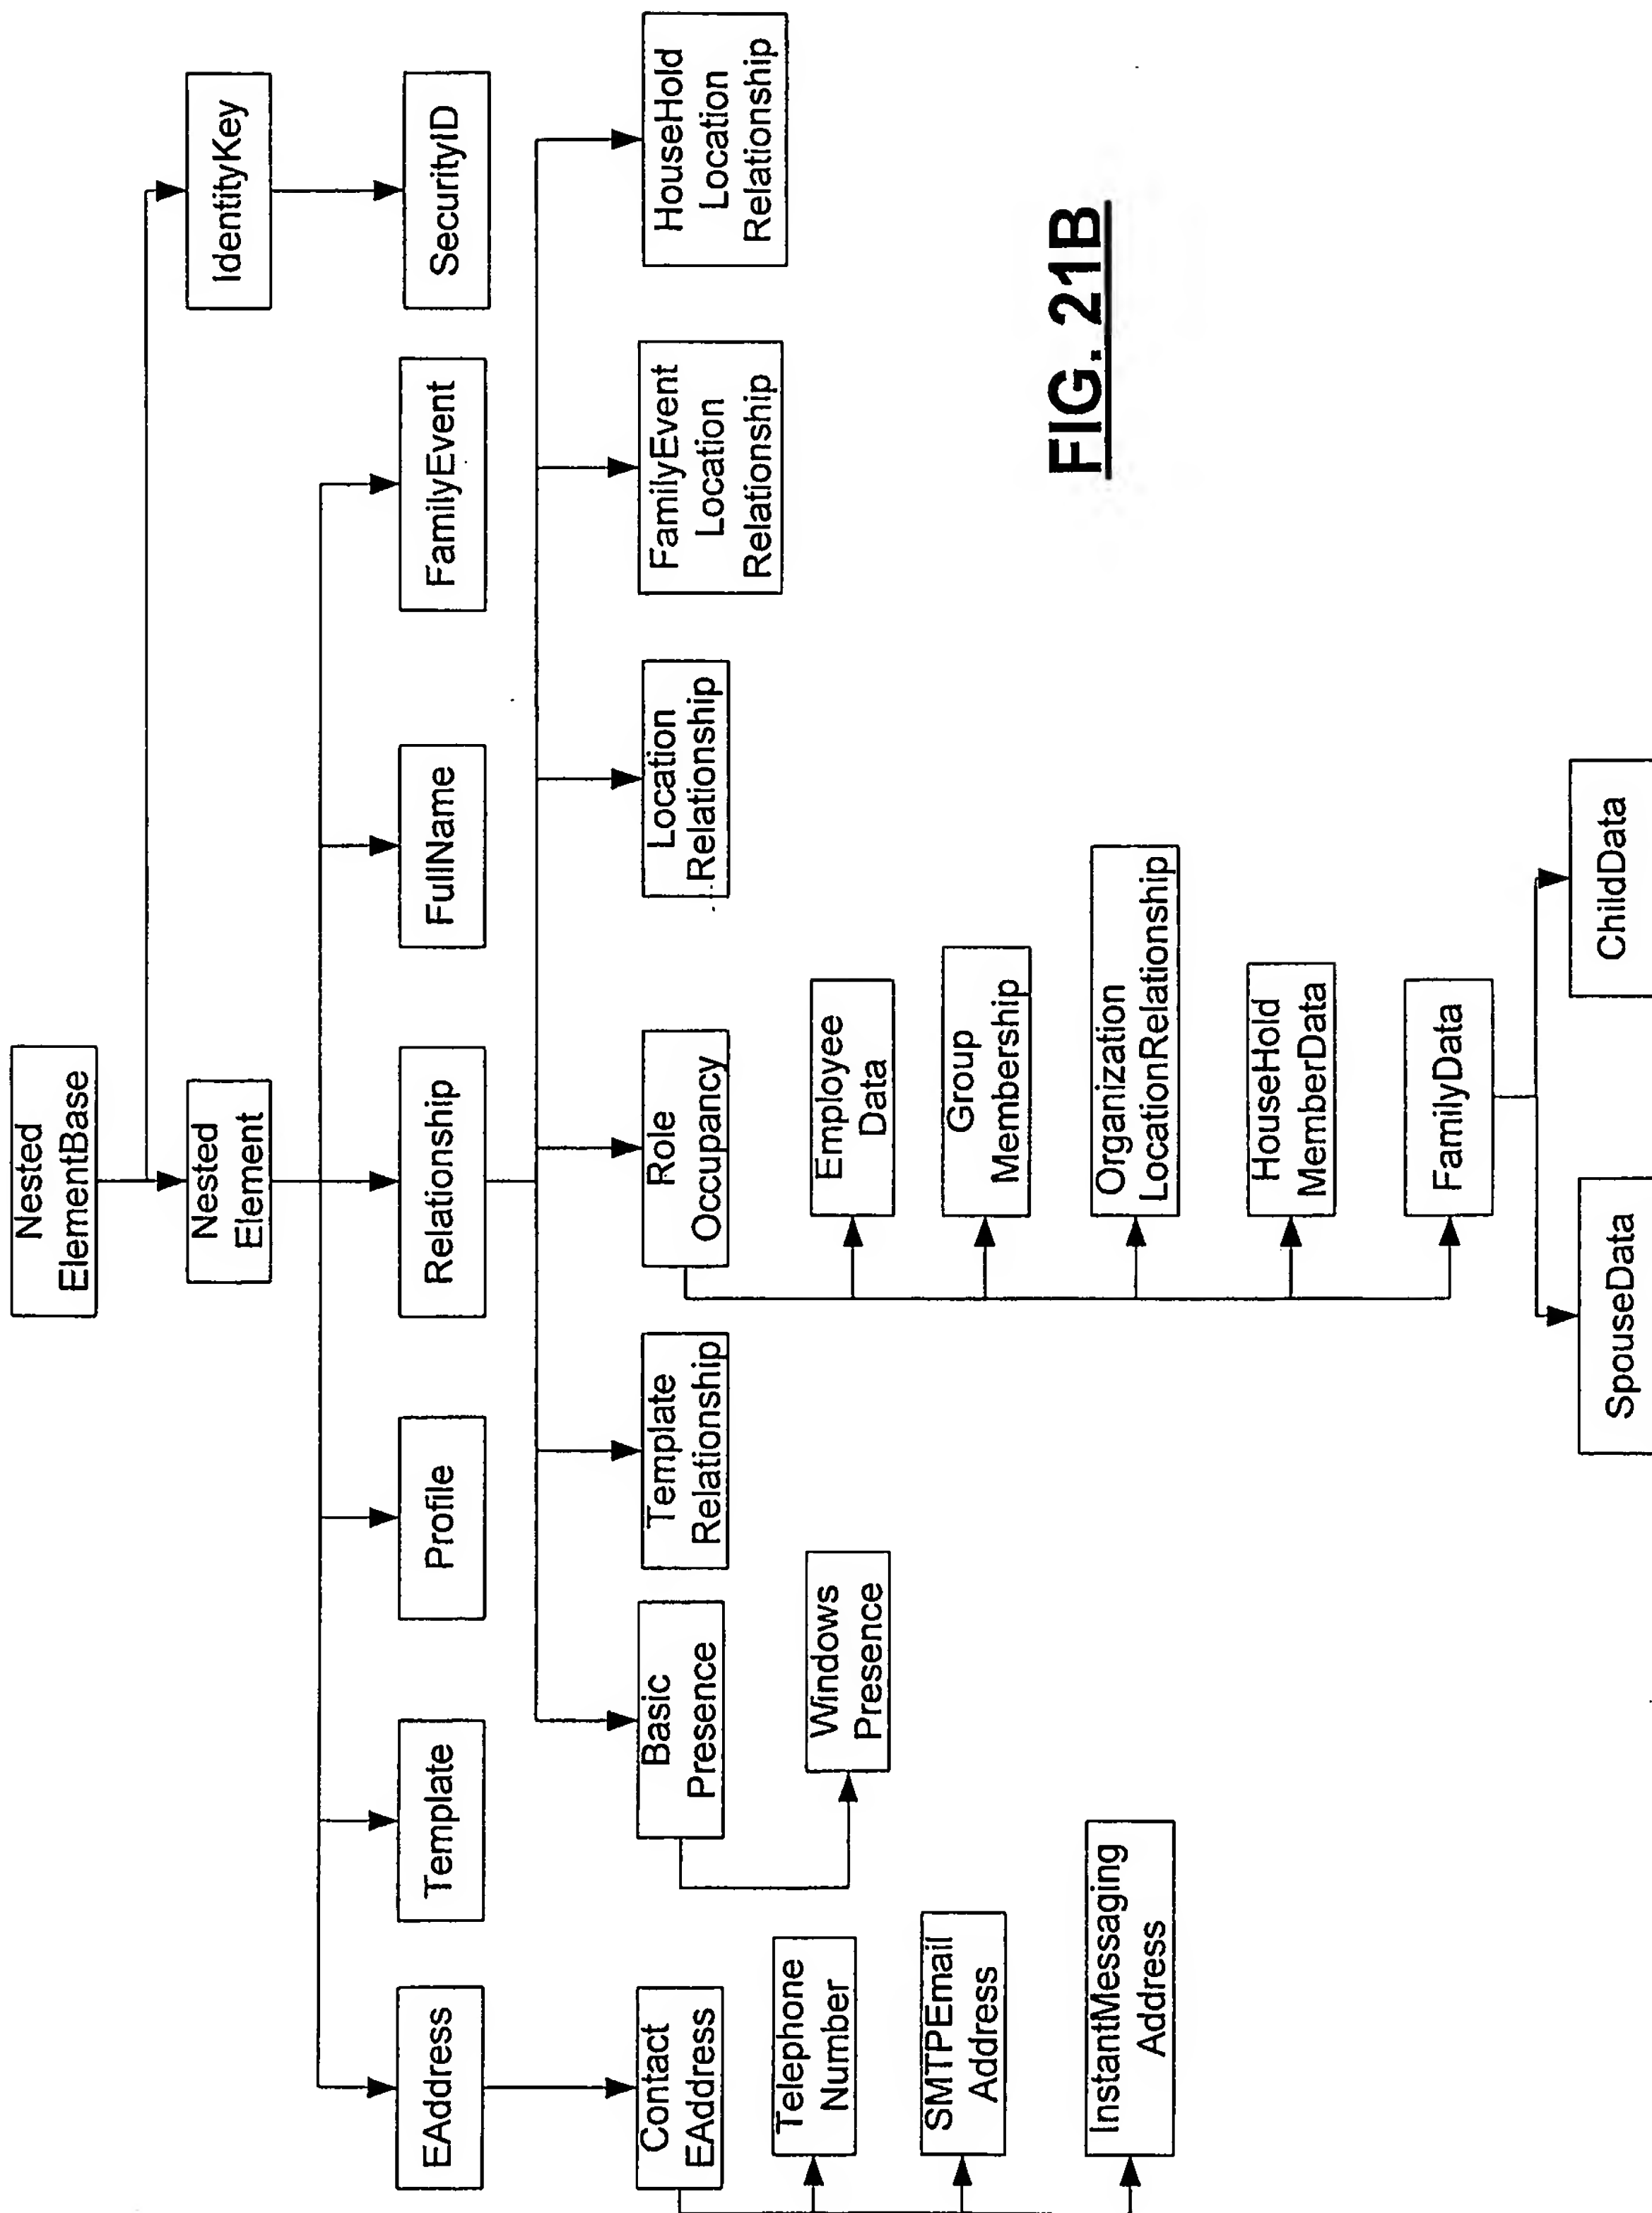 Nested
ElementBase
Nested
Element
IdentityKey
EAddress
Template
Profile
Relationship
FullName
FamilyEvent
SecurityID
Contact
EAddress
Basic
Presence
Template
Relationship
Role
Occupancy
Location
Relationship
FamilyEvent
Location
Relationship
HouseHold
Location
Relationship
Telephone
Number
SMTPEmail
Address
InstantMessaging
Address
Windows
Presence
Employee
Data
Group
Membership
Organization
LocationRelationship
HouseHold
MemberData
FamilyData
SpouseData
ChildData
FIG. 21B